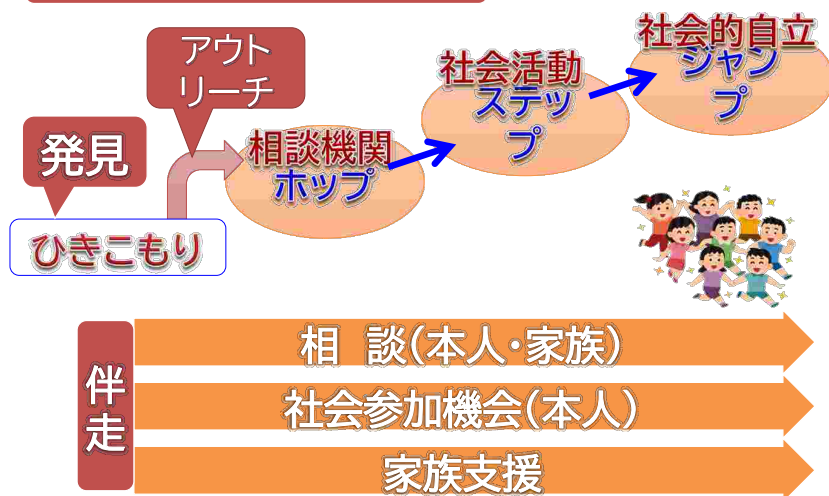 アウト
リーチ
発見
ひきこもり
相談機関
ホップ
社会活動
ステッ
プ
社会的自立
ジャン
プ
伴走
相 談(本人・家族)
社会参加機会(本人)
家族支援